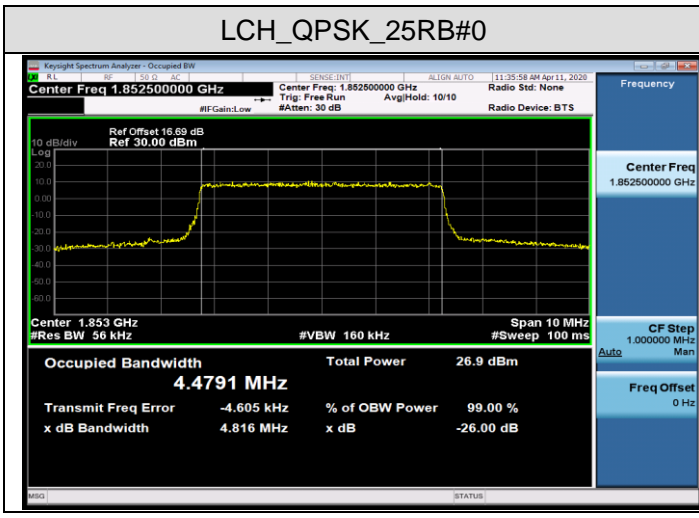 LCH_QPSK_25RB#0
Keysight Spectrum Analyzer - Occupied BW
RL RF 50 Ω AC SENSE:INT ALIGN AUTO 11:35:58 AM Apr 11, 2020
Center Freq 1.852500000 GHz Center Freq: 1.852500000 GHz Radio Std: None Frequency
Trig: Free Run Avg|Hold: 10/10
#IFGain:Low #Atten: 30 dB Radio Device: BTS
Ref Offset 16.69 dB
10 dB/div Ref 30.00 dBm
Log
20.0
10.0
0.00
-10.0
-20.0
-30.0
-40.0
-50.0
-60.0
Center Freq
1.852500000 GHz
Center 1.853 GHz Span 10 MHz
#Res BW 56 kHz #VBW 160 kHz #Sweep 100 ms
CF Step
1.000000 MHz
Auto Man
Occupied Bandwidth Total Power 26.9 dBm
4.4791 MHz
Freq Offset
0 Hz
Transmit Freq Error -4.605 kHz % of OBW Power 99.00 %
x dB Bandwidth 4.816 MHz x dB -26.00 dB
MSG STATUS